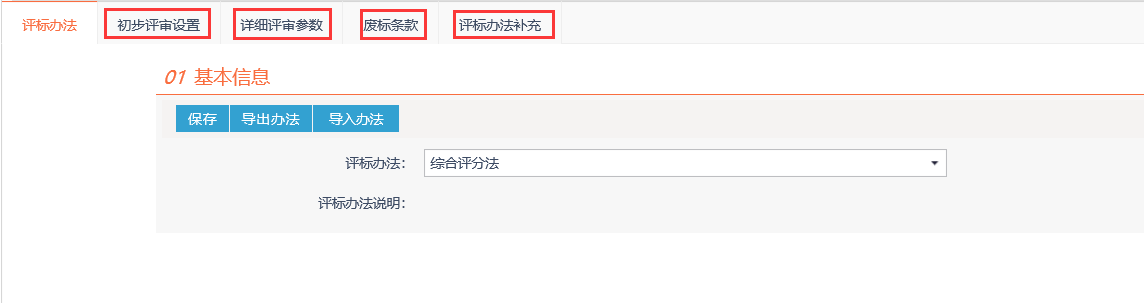 评标办法 初步评审设置 详细评审参数 废标条款 评标办法补充
01 基本信息
保存 导出办法 导入办法
评标办法： 综合评分法
评标办法说明：